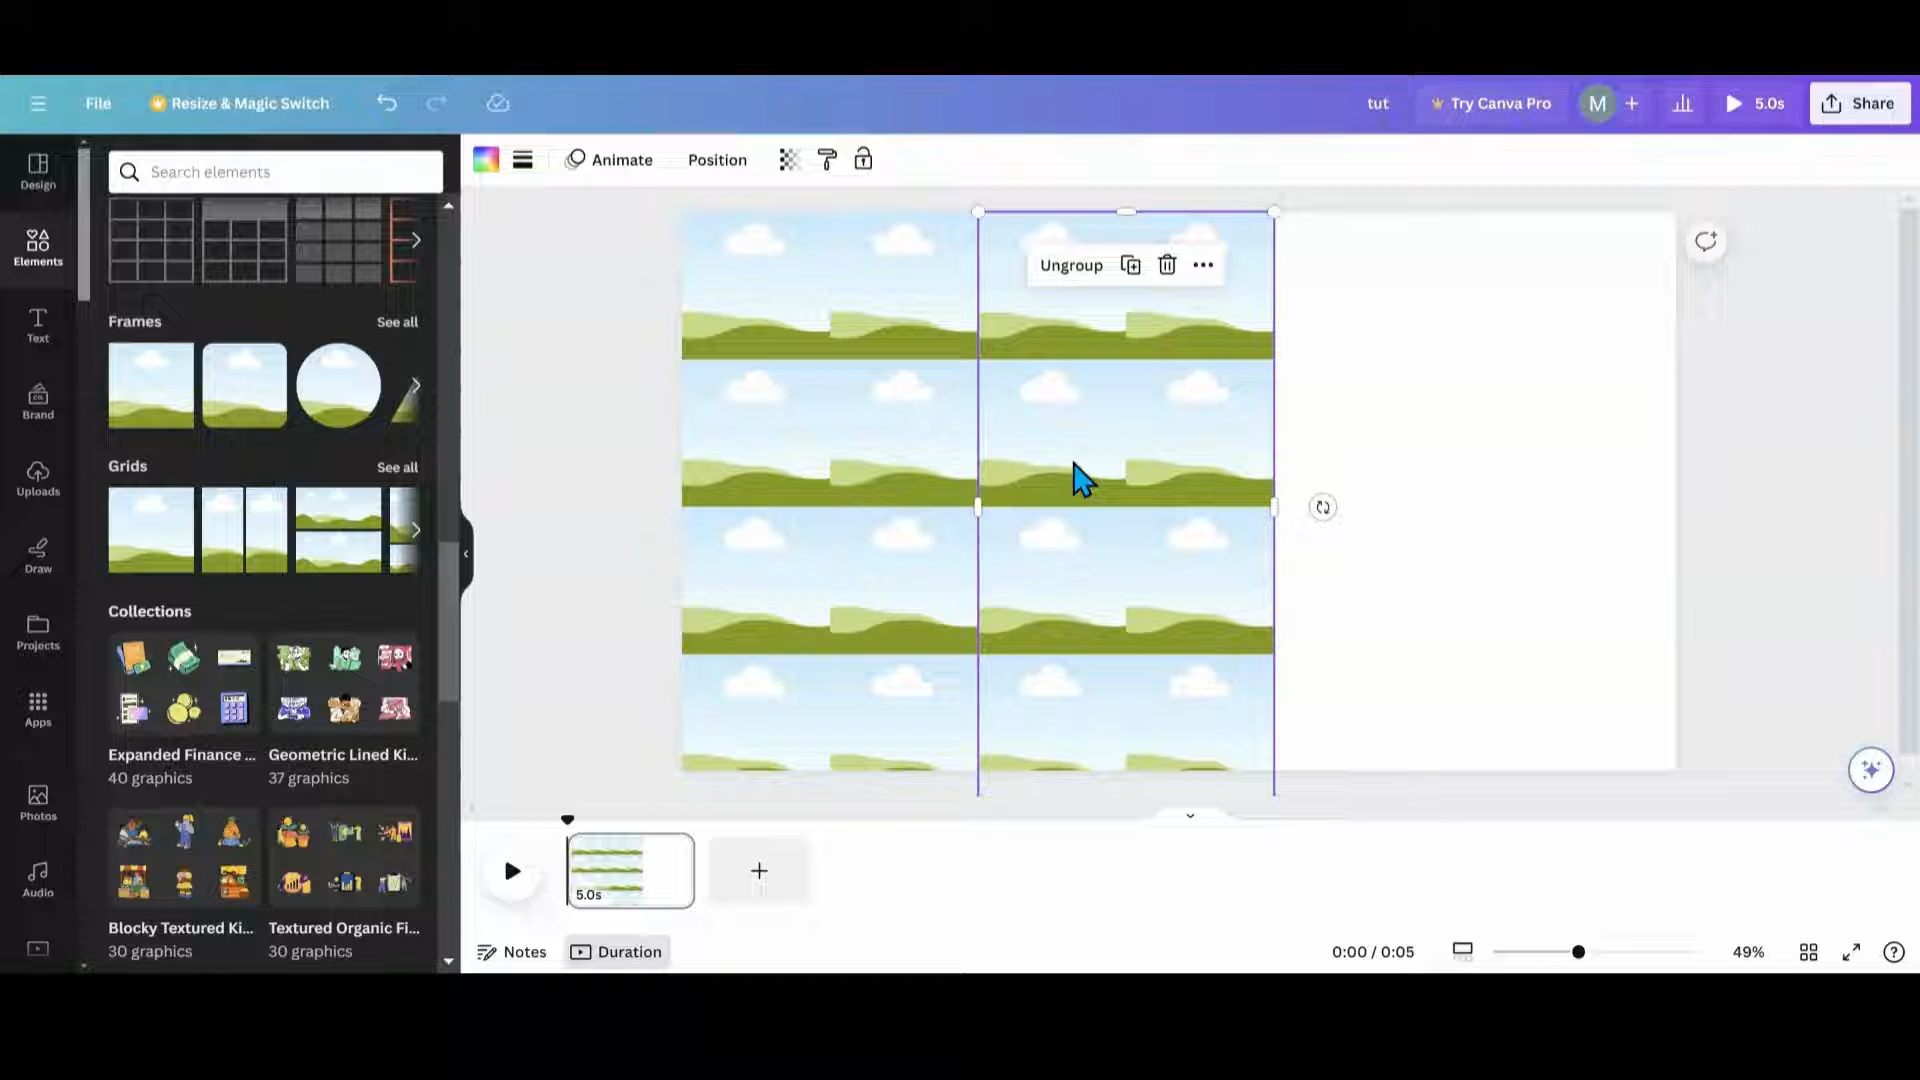 File
Resize & Magic Switch
tut
Try Canva Pro
M
5.0s
Share
Design
Elements
Text
Brand
Uploads
Draw
Projects
Apps
Photos
Audio
Search elements
Frames
See all
Grids
See all
Collections
Expanded Finance ...
40 graphics
Geometric Lined Ki...
37 graphics
Blocky Textured Ki...
30 graphics
Textured Organic Fi...
30 graphics
Animate
Position
Ungroup
5.0s
Notes
Duration
0:00 / 0:05
49%